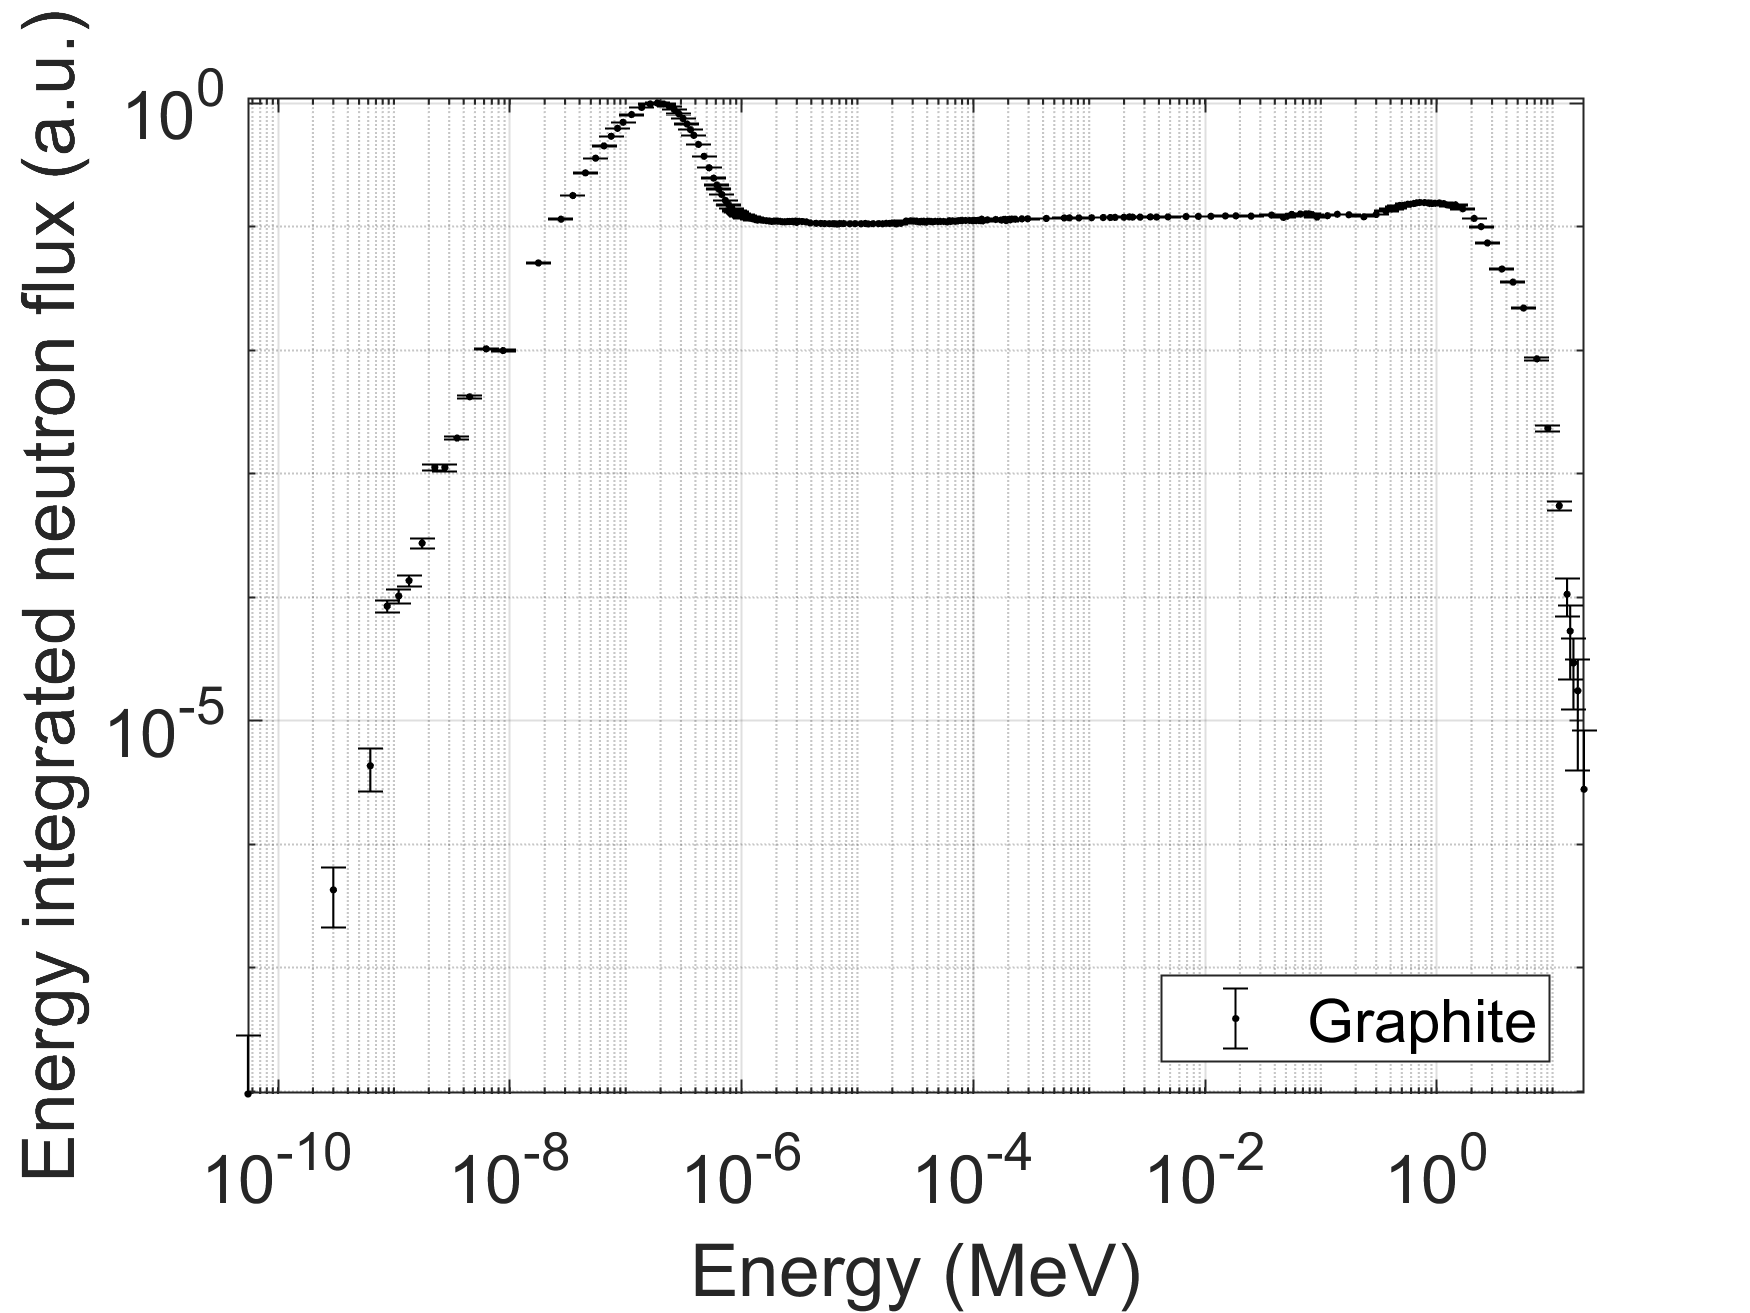 Energy integrated neutron flux (a.u.)
10^0
10^-5
Graphite
10^-10 10^-8 10^-6 10^-4 10^-2 10^0
Energy (MeV)